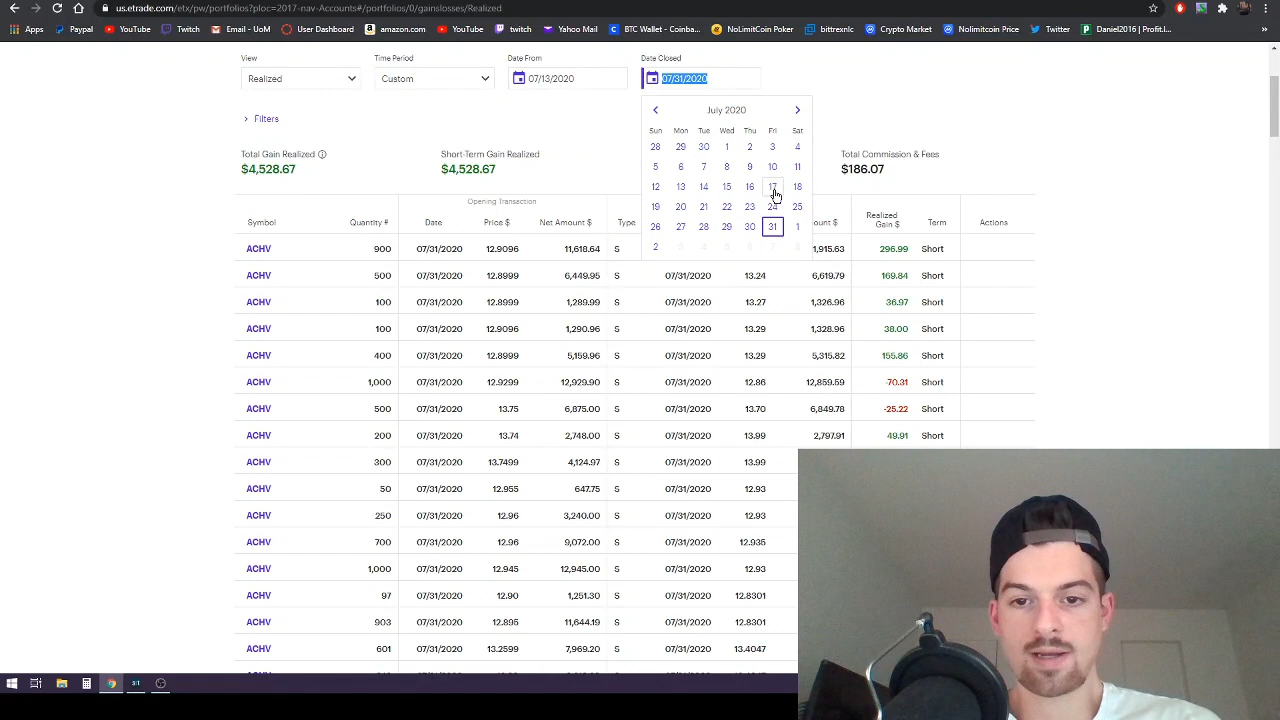 us.etrade.com/etx/pw/portfolios?ploc=2017-nav-Accounts#/portfolios/0/gainslosses/Realized
Apps Paypal YouTube Twitch Umail - EM UG User Dashboard amazon.com YouTube twitch Yahoo Mail BTC Wallet - Coinba... NoLimitCoin Poker bittrexnlc Crypto Market Nolimitcoin Price Daniel2016 | Profit.l... »
View Time Period Date From Date Closed
Realized Custom 07/13/2020 07/31/2020
July 2020
Sun Mon Tue Wed Thu Fri Sat
28 29 30 1 2 3 4
5 6 7 8 9 10 11
12 13 14 15 16 17 18
19 20 21 22 23 24 25
26 27 28 29 30 31 1
2 3 4 5 6 7 8
Filters
Total Gain Realized Short-Term Gain Realized Total Commission & Fees
$4,528.67 $4,528.67 $186.07
Opening Transaction
Symbol Quantity # Date Price $ Net Amount $ Type ount $ Realized Gain $ Term Actions
ACHV 900 07/31/2020 12.9096 11,618.64 S 1,915.63 296.99 Short
ACHV 500 07/31/2020 12.8999 6,449.95 S 07/31/2020 13.24 6,619.79 169.84 Short
ACHV 100 07/31/2020 12.8999 1,289.99 S 07/31/2020 13.27 1,326.96 36.97 Short
ACHV 100 07/31/2020 12.9096 1,290.96 S 07/31/2020 13.29 1,328.96 38.00 Short
ACHV 400 07/31/2020 12.8999 5,159.96 S 07/31/2020 13.29 5,315.82 155.86 Short
ACHV 1,000 07/31/2020 12.9299 12,929.90 S 07/31/2020 12.86 12,859.59 -70.31 Short
ACHV 500 07/31/2020 13.75 6,875.00 S 07/31/2020 13.70 6,849.78 -25.22 Short
ACHV 200 07/31/2020 13.74 2,748.00 S 07/31/2020 13.99 2,797.91 49.91 Short
ACHV 300 07/31/2020 13.7499 4,124.97 S 07/31/2020 13.99
ACHV 50 07/31/2020 12.955 647.75 S 07/31/2020 12.93
ACHV 250 07/31/2020 12.96 3,240.00 S 07/31/2020 12.93
ACHV 700 07/31/2020 12.96 9,072.00 S 07/31/2020 12.935
ACHV 1,000 07/31/2020 12.945 12,945.00 S 07/31/2020 12.93
ACHV 97 07/31/2020 12.90 1,251.30 S 07/31/2020 12.8301
ACHV 903 07/31/2020 12.895 11,644.19 S 07/31/2020 12.8301
ACHV 601 07/31/2020 13.2599 7,969.20 S 07/31/2020 13.4047